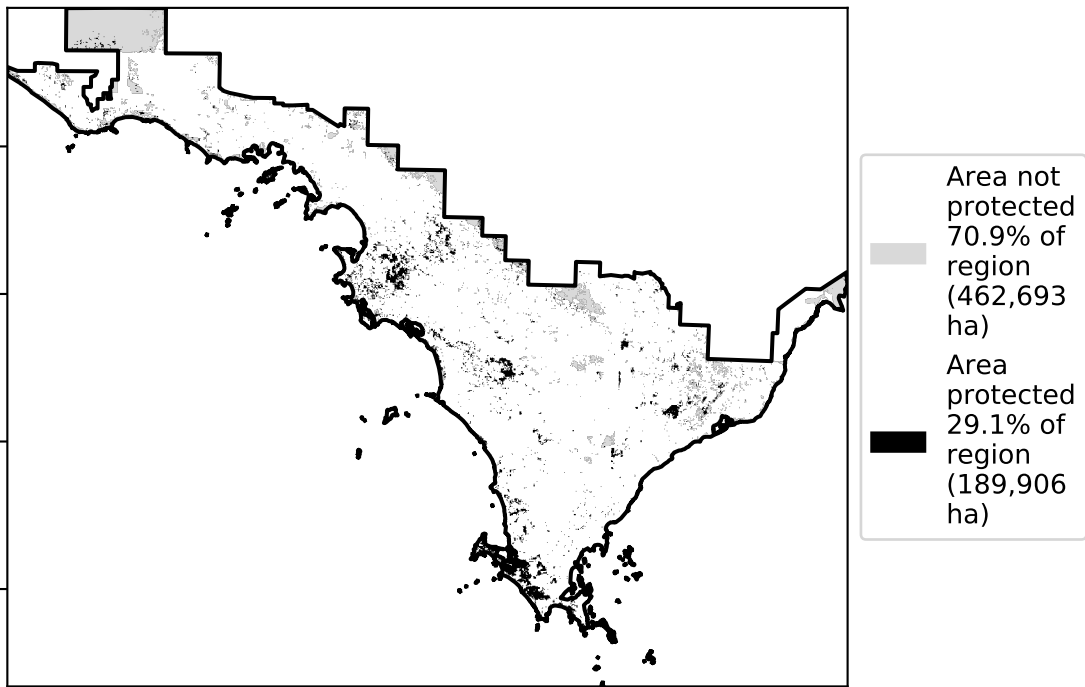 Area not
protected
70.9% of
region
(462,693
ha)
Area
protected
29.1% of
region
(189,906
ha)